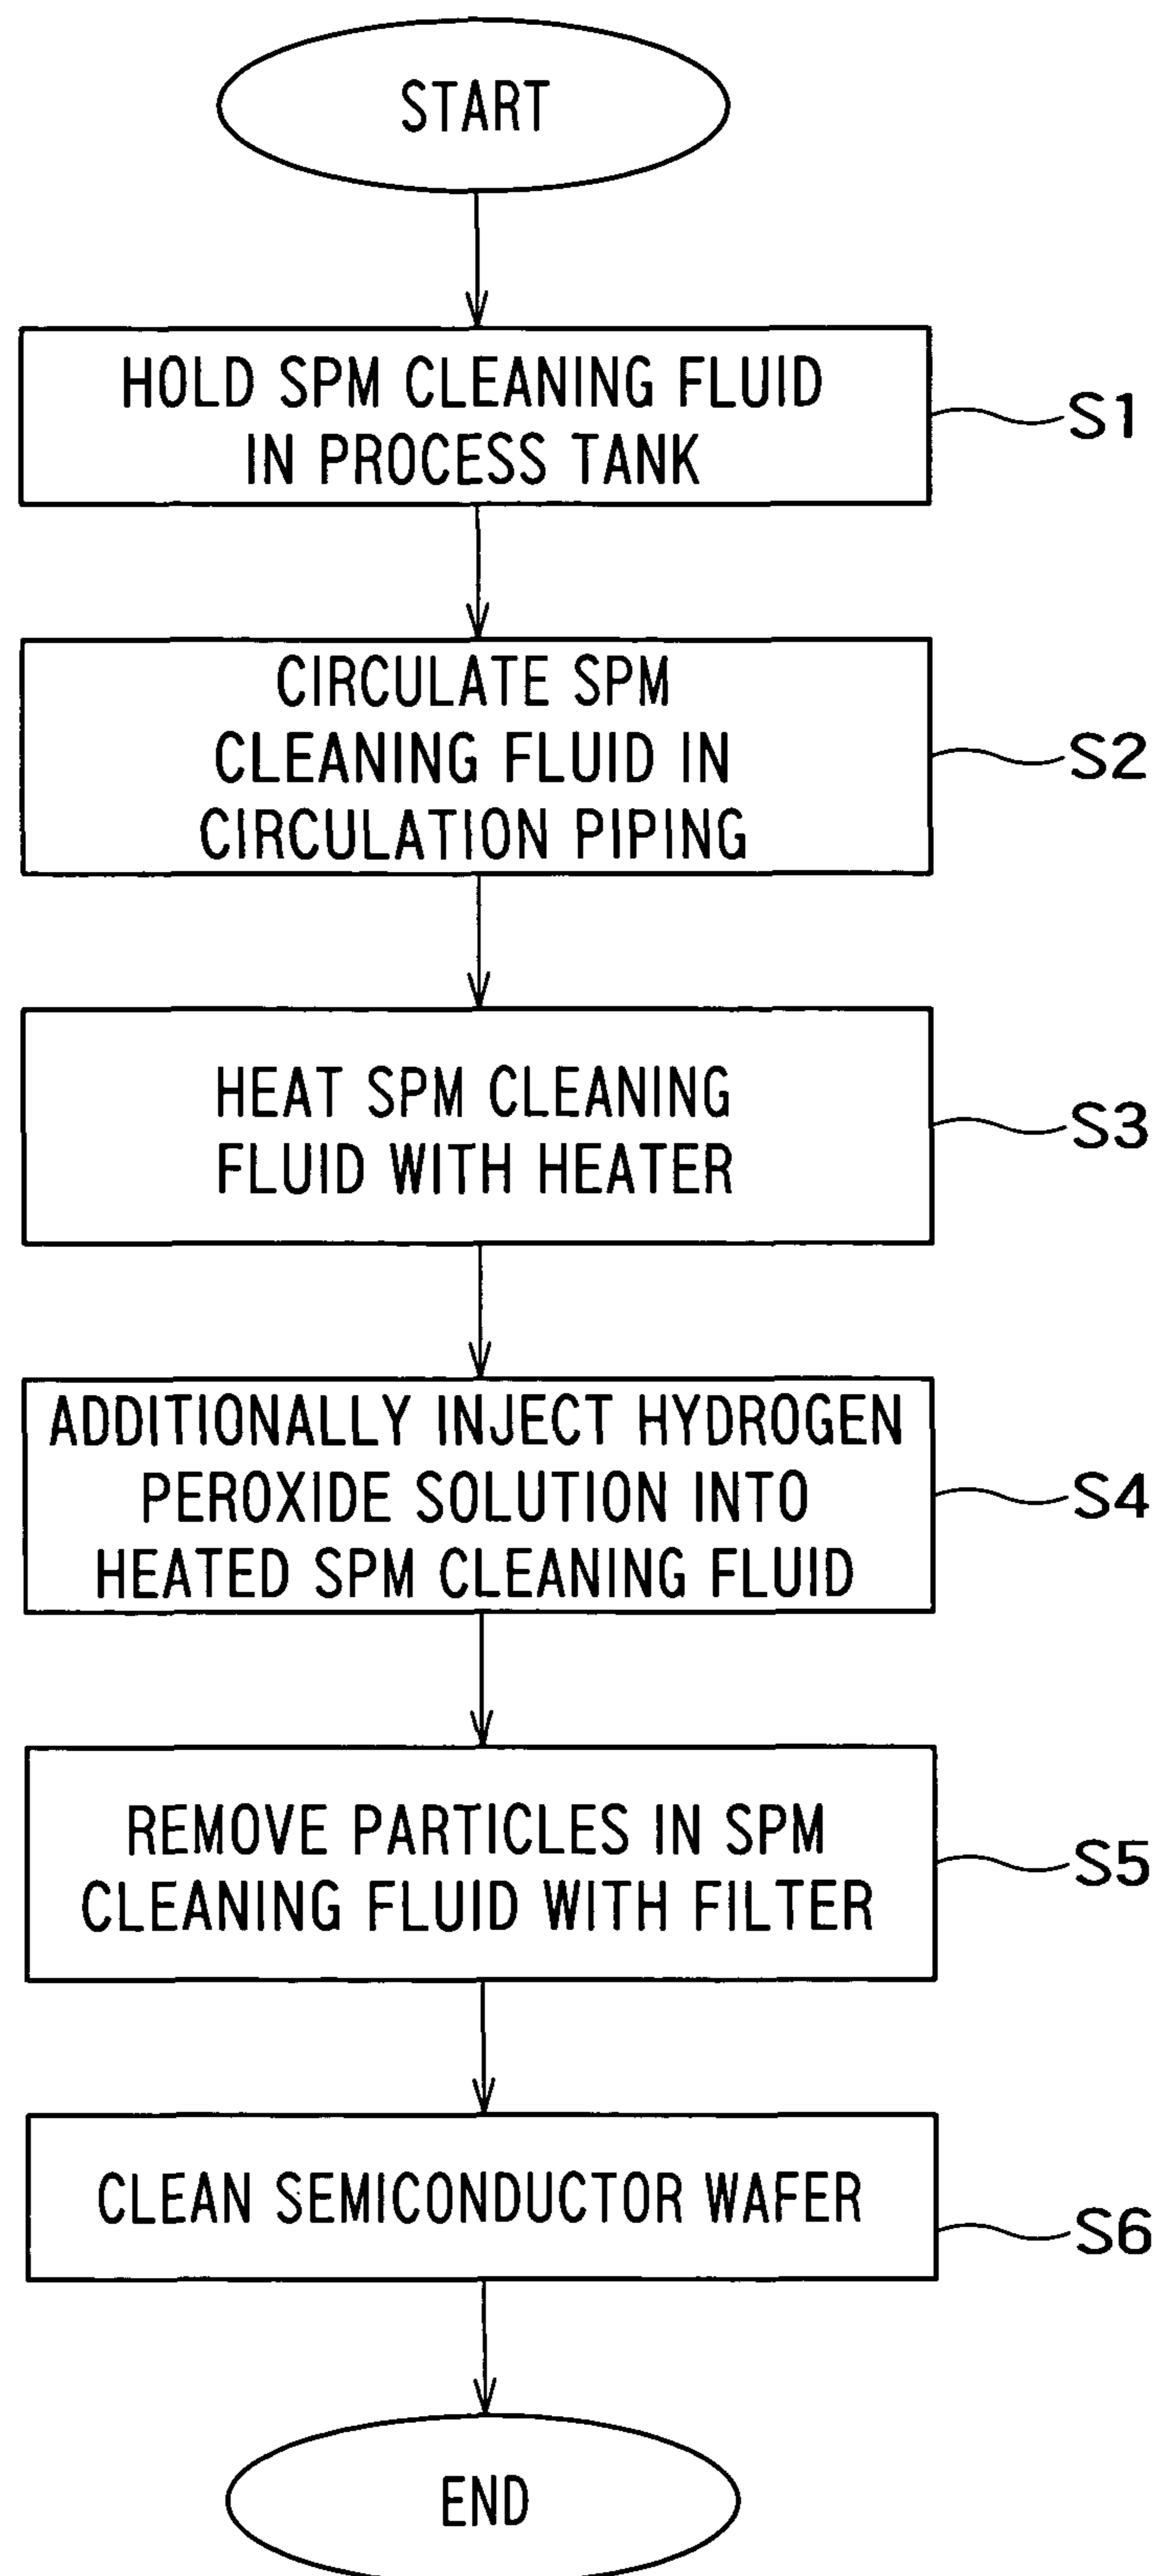 START
HOLD SPM CLEANING FLUID
IN PROCESS TANK
S1
CIRCULATE SPM
CLEANING FLUID IN
CIRCULATION PIPING
S2
HEAT SPM CLEANING
FLUID WITH HEATER
S3
ADDITIONALLY INJECT HYDROGEN
PEROXIDE SOLUTION INTO
HEATED SPM CLEANING FLUID
S4
REMOVE PARTICLES IN SPM
CLEANING FLUID WITH FILTER
S5
CLEAN SEMICONDUCTOR WAFER
S6
END